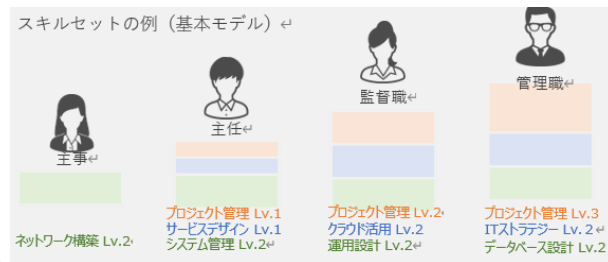 スキルセットの例（基本モデル）
主事
ネットワーク構築 Lv.2
主任
プロジェクト管理 Lv.1
サービスデザイン Lv.1
システム管理 Lv.2
監督職
プロジェクト管理 Lv.2
クラウド活用 Lv.2
運用設計 Lv.2
管理職
プロジェクト管理 Lv.3
ITストラテジー Lv. 2
データベース設計 Lv.2